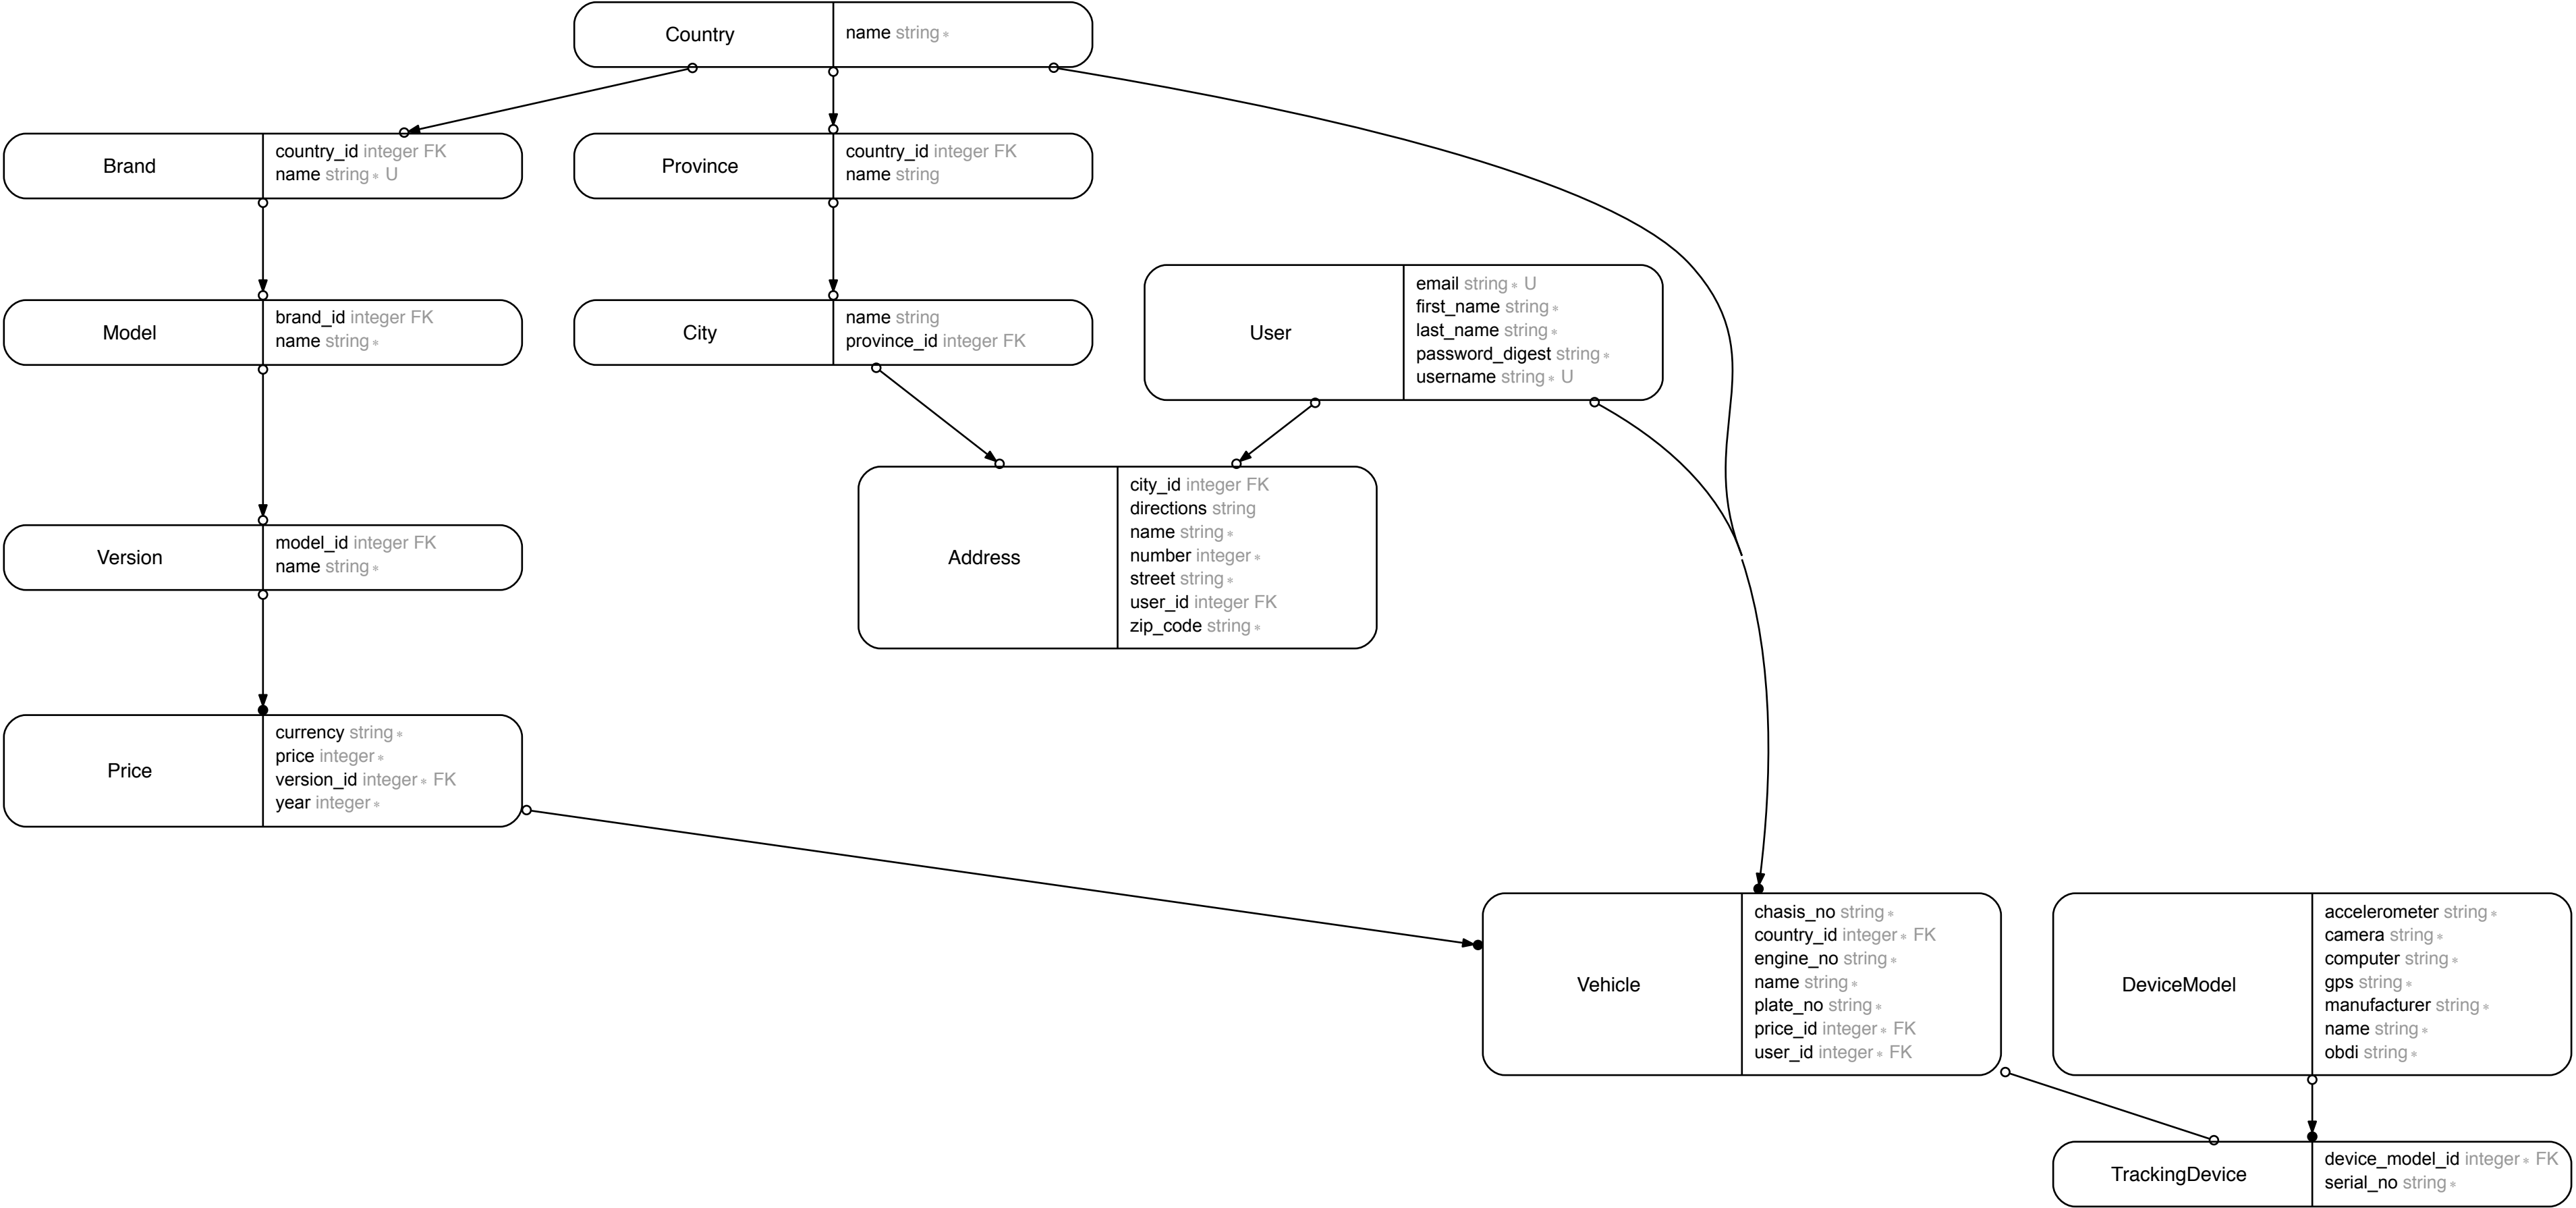 Country
name string∗
Brand
country_id integer FK
name string∗ U
Province
country_id integer FK
name string
Model
brand_id integer FK
name string∗
City
name string
province_id integer FK
User
email string∗ U
first_name string∗
last_name string∗
password_digest string∗
username string∗ U
Version
model_id integer FK
name string∗
Address
city_id integer FK
directions string
name string∗
number integer∗
street string∗
user_id integer FK
zip_code string∗
Price
currency string∗
price integer∗
version_id integer∗ FK
year integer∗
Vehicle
chasis_no string∗
country_id integer∗ FK
engine_no string∗
name string∗
plate_no string∗
price_id integer∗ FK
user_id integer∗ FK
DeviceModel
accelerometer string∗
camera string∗
computer string∗
gps string∗
manufacturer string∗
name string∗
obdi string∗
TrackingDevice
device_model_id integer∗ FK
serial_no string∗